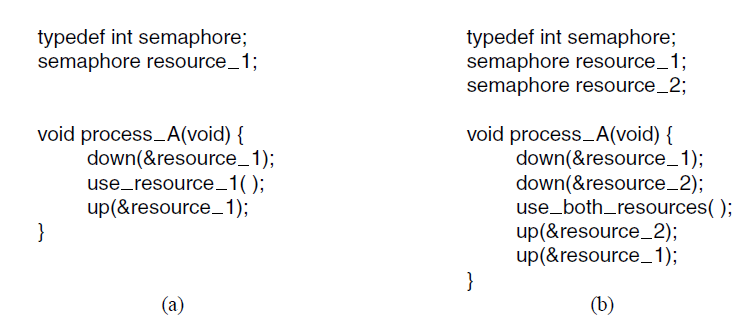 typedef int semaphore;
semaphore resource_1;
void process_A(void) {
down(&resource_1);
use_resource_1( );
up(&resource_1);
}
(a)
typedef int semaphore;
semaphore resource_1;
semaphore resource_2;
void process_A(void) {
down(&resource_1);
down(&resource_2);
use_both_resources( );
up(&resource_2);
up(&resource_1);
}
(b)